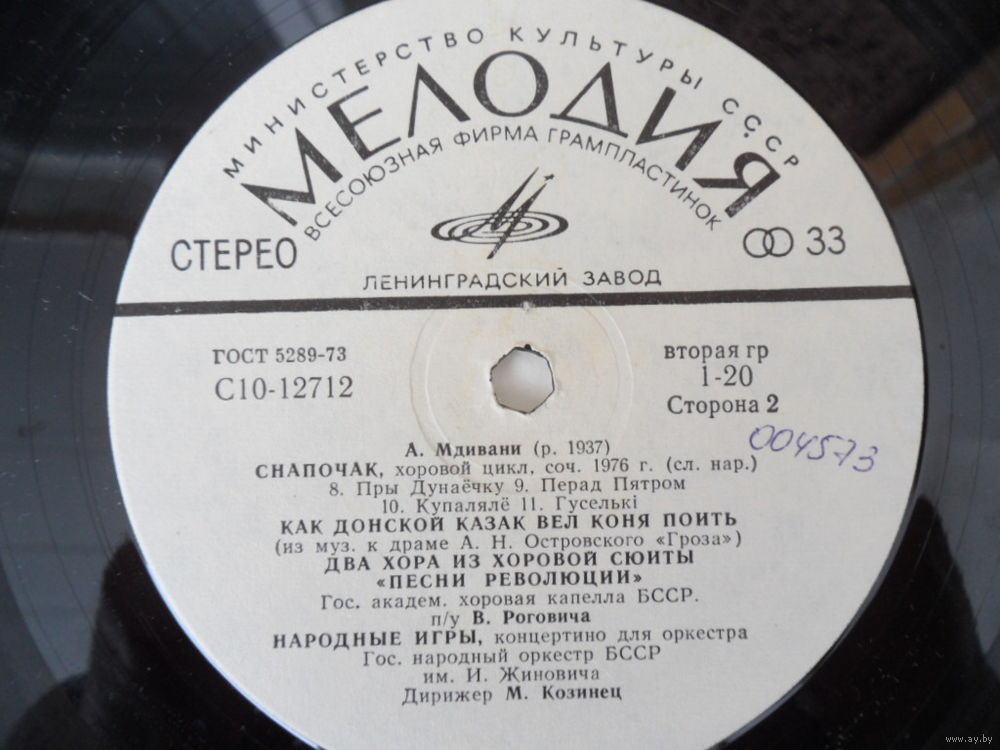 МИНИСТЕРСТВО КУЛЬТУРЫ СССР
МЕЛОДИЯ
ВСЕСОЮЗНАЯ ФИРМА ГРАМПЛАСТИНОК
СТЕРЕО
33
ЛЕНИНГРАДСКИЙ ЗАВОД
ГОСТ 5289-73
С10-12712
вторая гр
1-20
Сторона 2
004573
А. Мдивани (р. 1937)
СНАПОЧАК, хоровой цикл, соч. 1976 г. (сл. нар.)
8. Пры Дунаёчку 9. Перад Пятром
10. Купалялё 11. Гуселькі
КАК ДОНСКОЙ КАЗАК ВЕЛ КОНЯ ПОИТЬ
(из муз. к драме А. Н. Островского «Гроза»)
ДВА ХОРА ИЗ ХОРОВОЙ СЮИТЫ
«ПЕСНИ РЕВОЛЮЦИИ»
Гос. академ. хоровая капелла БССР.
п/у В. Роговича
НАРОДНЫЕ ИГРЫ, концертино для оркестра
Гос. народный оркестр БССР
им. И. Жиновича
Дирижер М. Козинец
www.ay.by